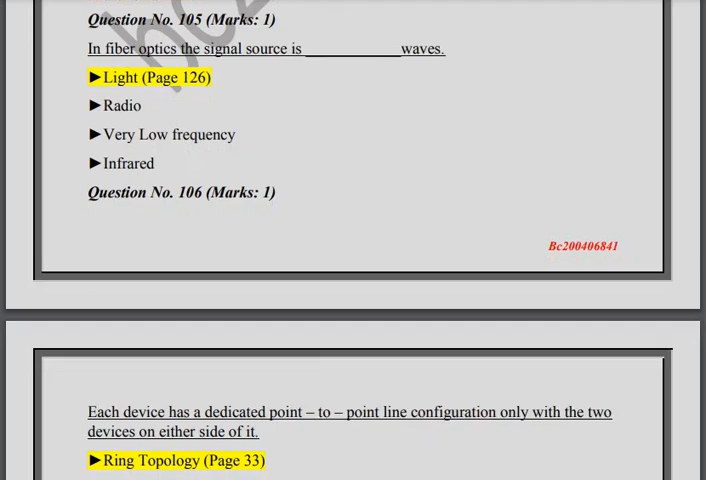 Question No. 105 (Marks: 1)
In fiber optics the signal source is ____________waves.
►Light (Page 126)
►Radio
►Very Low frequency
►Infrared
Question No. 106 (Marks: 1)
Bc200406841
Each device has a dedicated point – to – point line configuration only with the two
devices on either side of it.
►Ring Topology (Page 33)